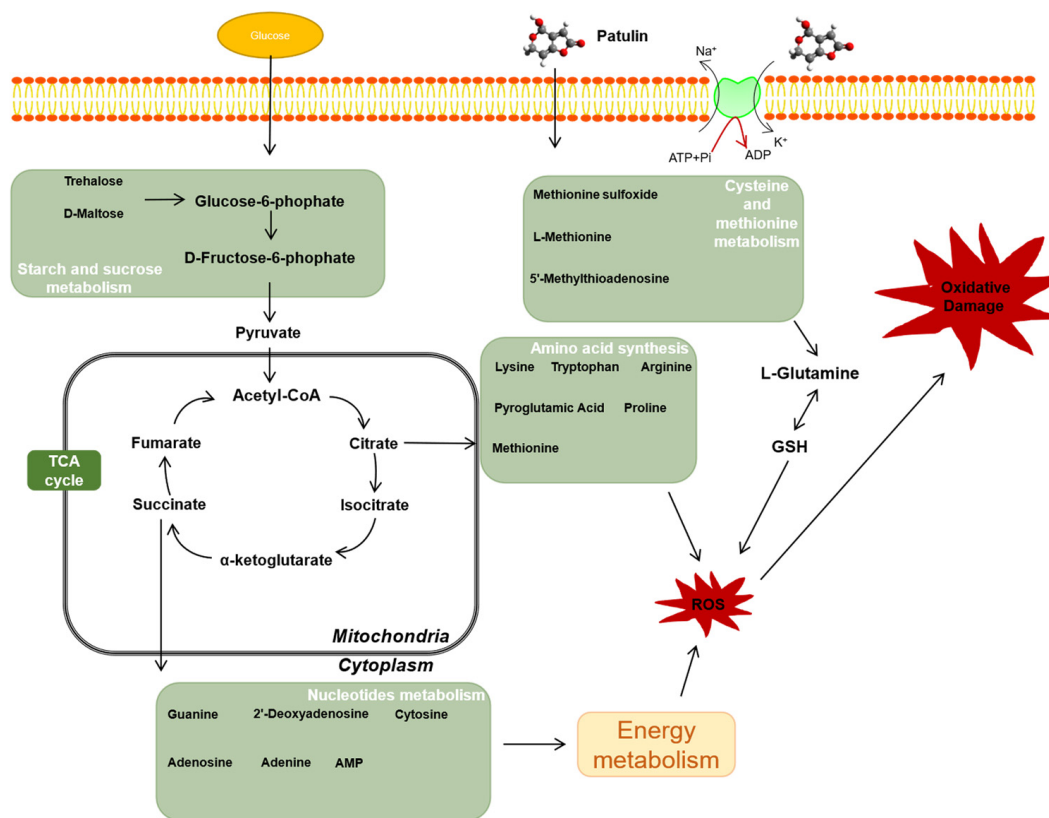 Glucose
Patulin
Na⁺
K⁺
ATP+Pi
ADP
Trehalose
D-Maltose
Glucose-6-phophate
D-Fructose-6-phophate
Starch and sucrose
metabolism
Methionine sulfoxide
L-Methionine
5'-Methylthioadenosine
Cysteine
and
methionine
metabolism
Oxidative
Damage
Pyruvate
Acetyl-CoA
Fumarate
Citrate
TCA
cycle
Succinate
Isocitrate
α-ketoglutarate
Mitochondria
Cytoplasm
Amino acid synthesis
Lysine Tryptophan Arginine
Pyroglutamic Acid Proline
Methionine
L-Glutamine
GSH
ROS
Nucleotides metabolism
Guanine 2'-Deoxyadenosine Cytosine
Adenosine Adenine AMP
Energy
metabolism